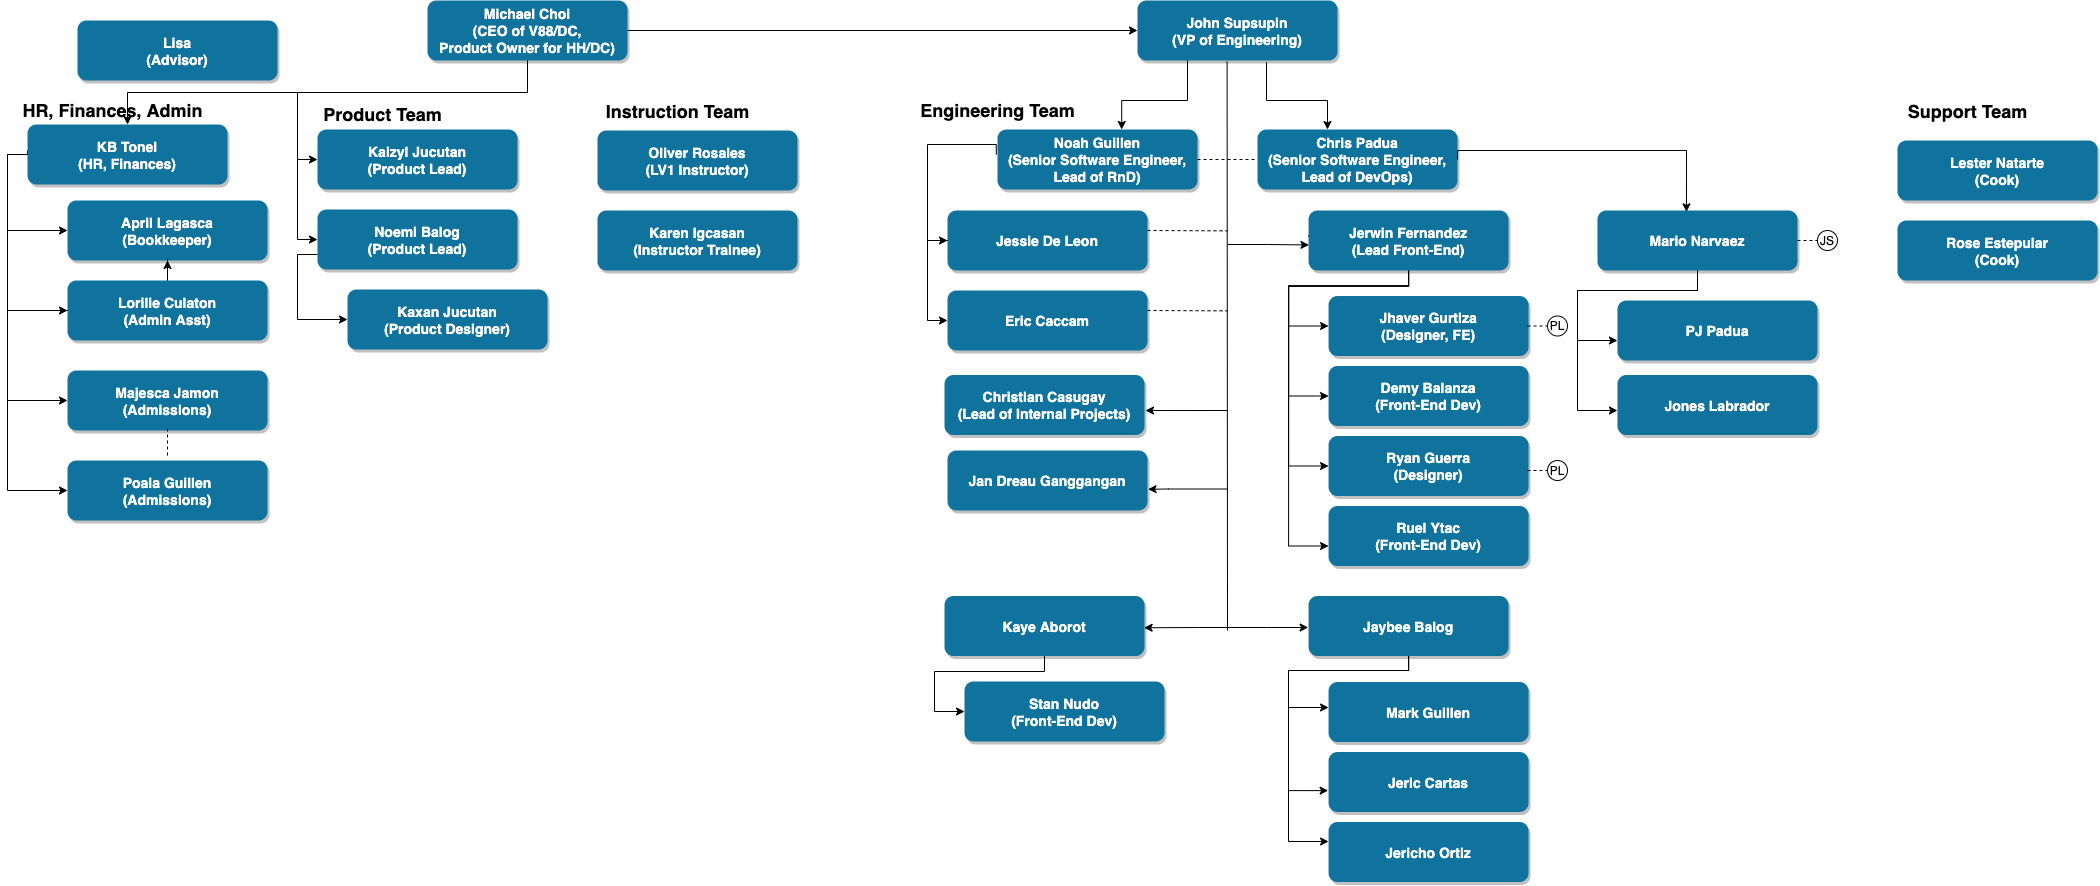 Lisa
(Advisor)
Michael Choi
(CEO of V88/DC,
Product Owner for HH/DC)
John Supsupin
(VP of Engineering)
HR, Finances, Admin
KB Tonel
(HR, Finances)
April Lagasca
(Bookkeeper)
Lorilie Culaton
(Admin Asst)
Majesca Jamon
(Admissions)
Poala Guillen
(Admissions)
Product Team
Kaizyl Jucutan
(Product Lead)
Noemi Balog
(Product Lead)
Kaxan Jucutan
(Product Designer)
Instruction Team
Oliver Rosales
(LV1 Instructor)
Karen Igcasan
(Instructor Trainee)
Engineering Team
Noah Guillen
(Senior Software Engineer,
Lead of RnD)
Chris Padua
(Senior Software Engineer,
Lead of DevOps)
Jessie De Leon
Eric Caccam
Christian Casugay
(Lead of Internal Projects)
Jan Dreau Ganggangan
Jerwin Fernandez
(Lead Front-End)
Jhaver Gurtiza
(Designer, FE)
PL
Demy Balanza
(Front-End Dev)
Ryan Guerra
(Designer)
PL
Ruel Ytac
(Front-End Dev)
Mario Narvaez
JS
PJ Padua
Jones Labrador
Kaye Aborot
Stan Nudo
(Front-End Dev)
Jaybee Balog
Mark Guillen
Jeric Cartas
Jericho Ortiz
Support Team
Lester Natarte
(Cook)
Rose Estepular
(Cook)